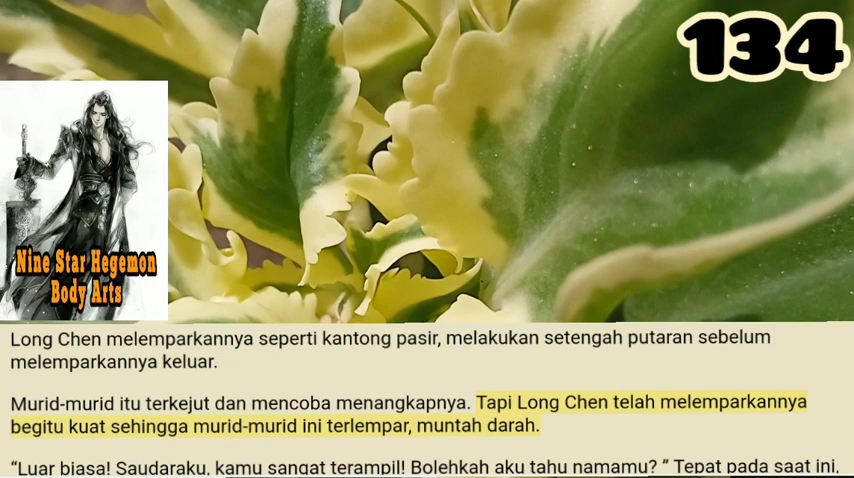 134
Nine Star Hegemon
Body Arts
Long Chen melemparkannya seperti kantong pasir, melakukan setengah putaran sebelum
melemparkannya keluar.
Murid-murid itu terkejut dan mencoba menangkapnya. Tapi Long Chen telah melemparkannya
begitu kuat sehingga murid-murid ini terlempar, muntah darah.
“Luar biasa! Saudaraku, kamu sangat terampil! Bolehkah aku tahu namamu? ” Tepat pada saat ini,